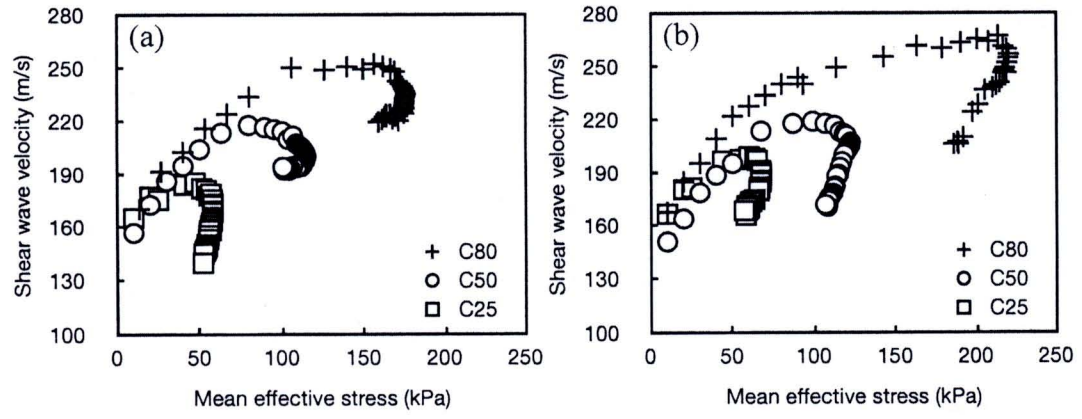 (a)
Shear wave velocity (m/s)
280
250
220
190
160
130
100
0 50 100 150 200 250
Mean effective stress (kPa)
C80
C50
C25
(b)
Shear wave velocity (m/s)
280
250
220
190
160
130
100
0 50 100 150 200 250
Mean effective stress (kPa)
C80
C50
C25